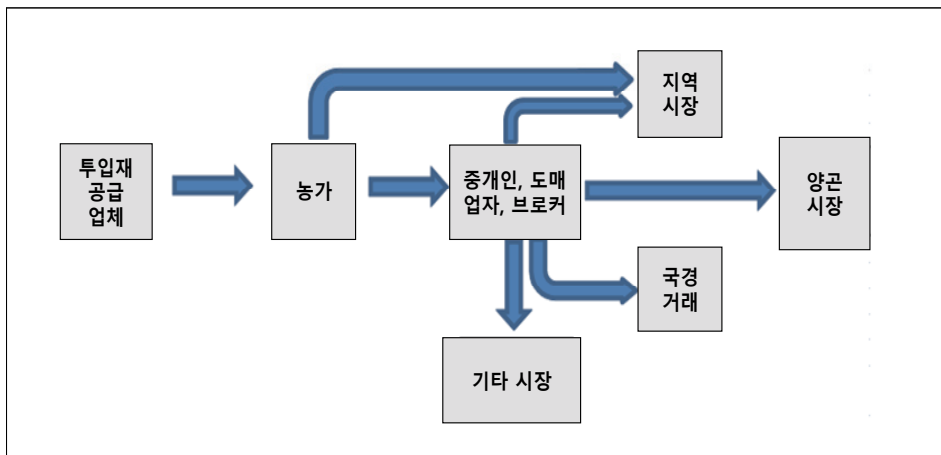 지역
시장
투입재
공급
업체
농가
중개인, 도매
업자, 브로커
양곤
시장
국경
거래
기타 시장